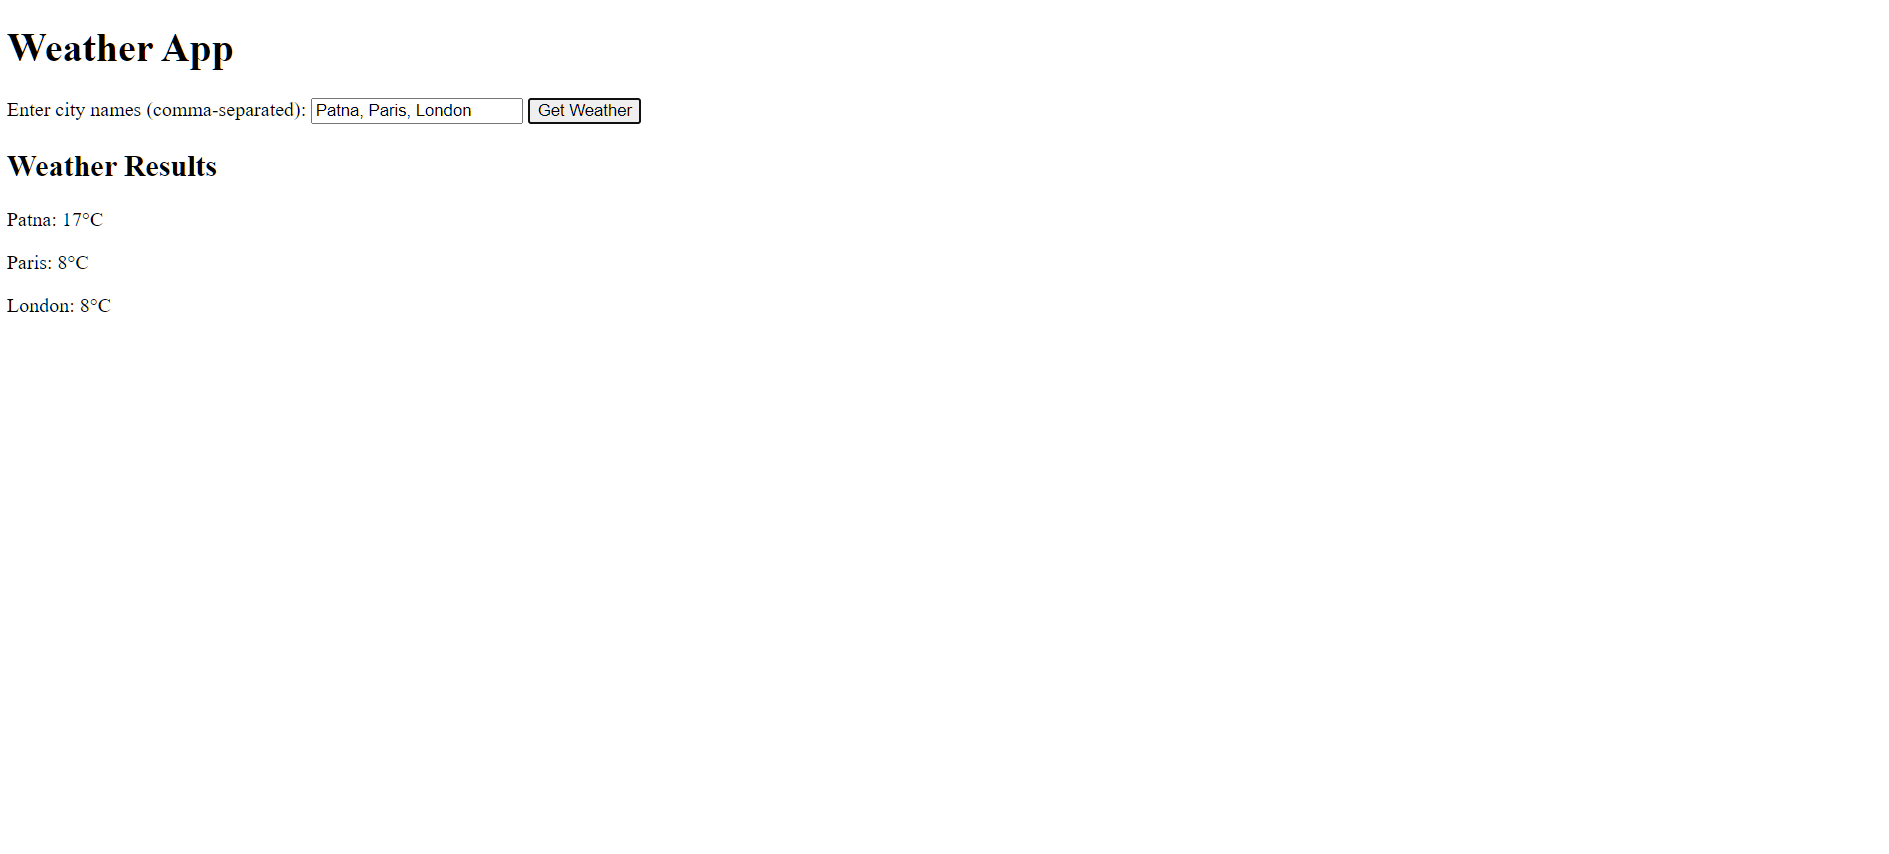 Weather App
Enter city names (comma-separated): Patna, Paris, London Get Weather
Weather Results
Patna: 17°C
Paris: 8°C
London: 8°C